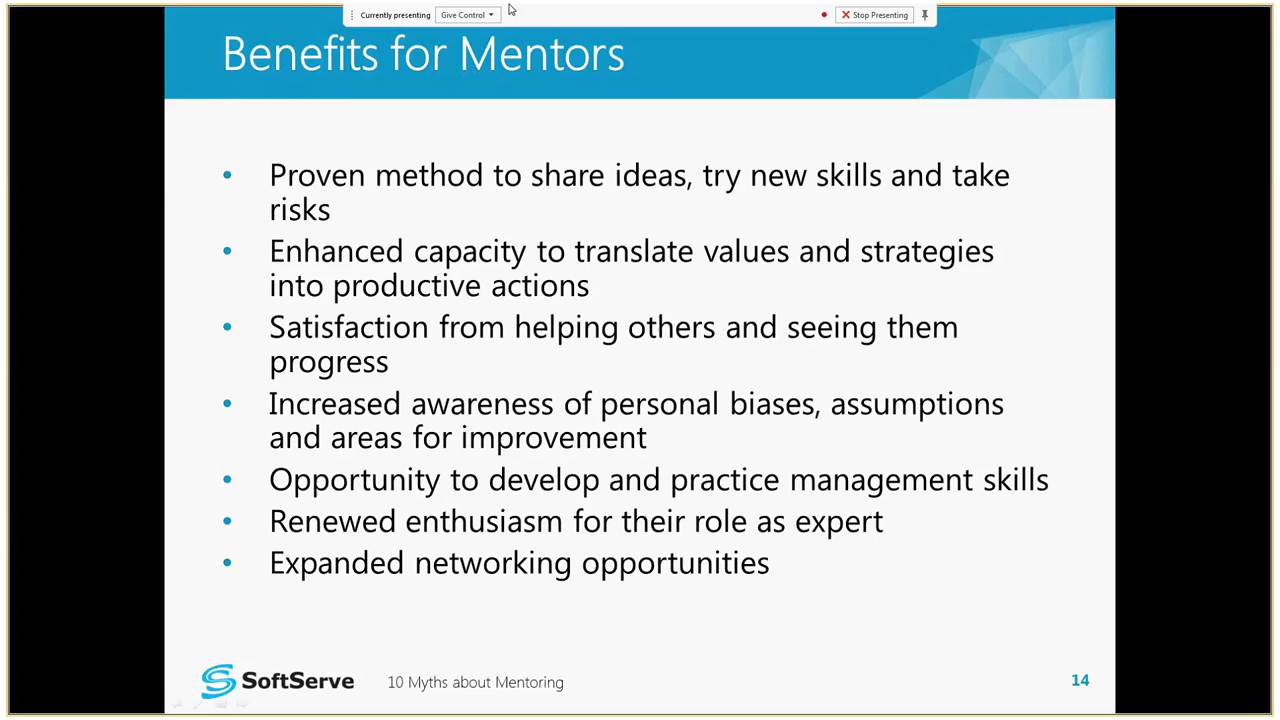 Currently presenting Give Control Stop Presenting
Benefits for Mentors
• Proven method to share ideas, try new skills and take
risks
• Enhanced capacity to translate values and strategies
into productive actions
• Satisfaction from helping others and seeing them
progress
• Increased awareness of personal biases, assumptions
and areas for improvement
• Opportunity to develop and practice management skills
• Renewed enthusiasm for their role as expert
• Expanded networking opportunities
SoftServe 10 Myths about Mentoring 14